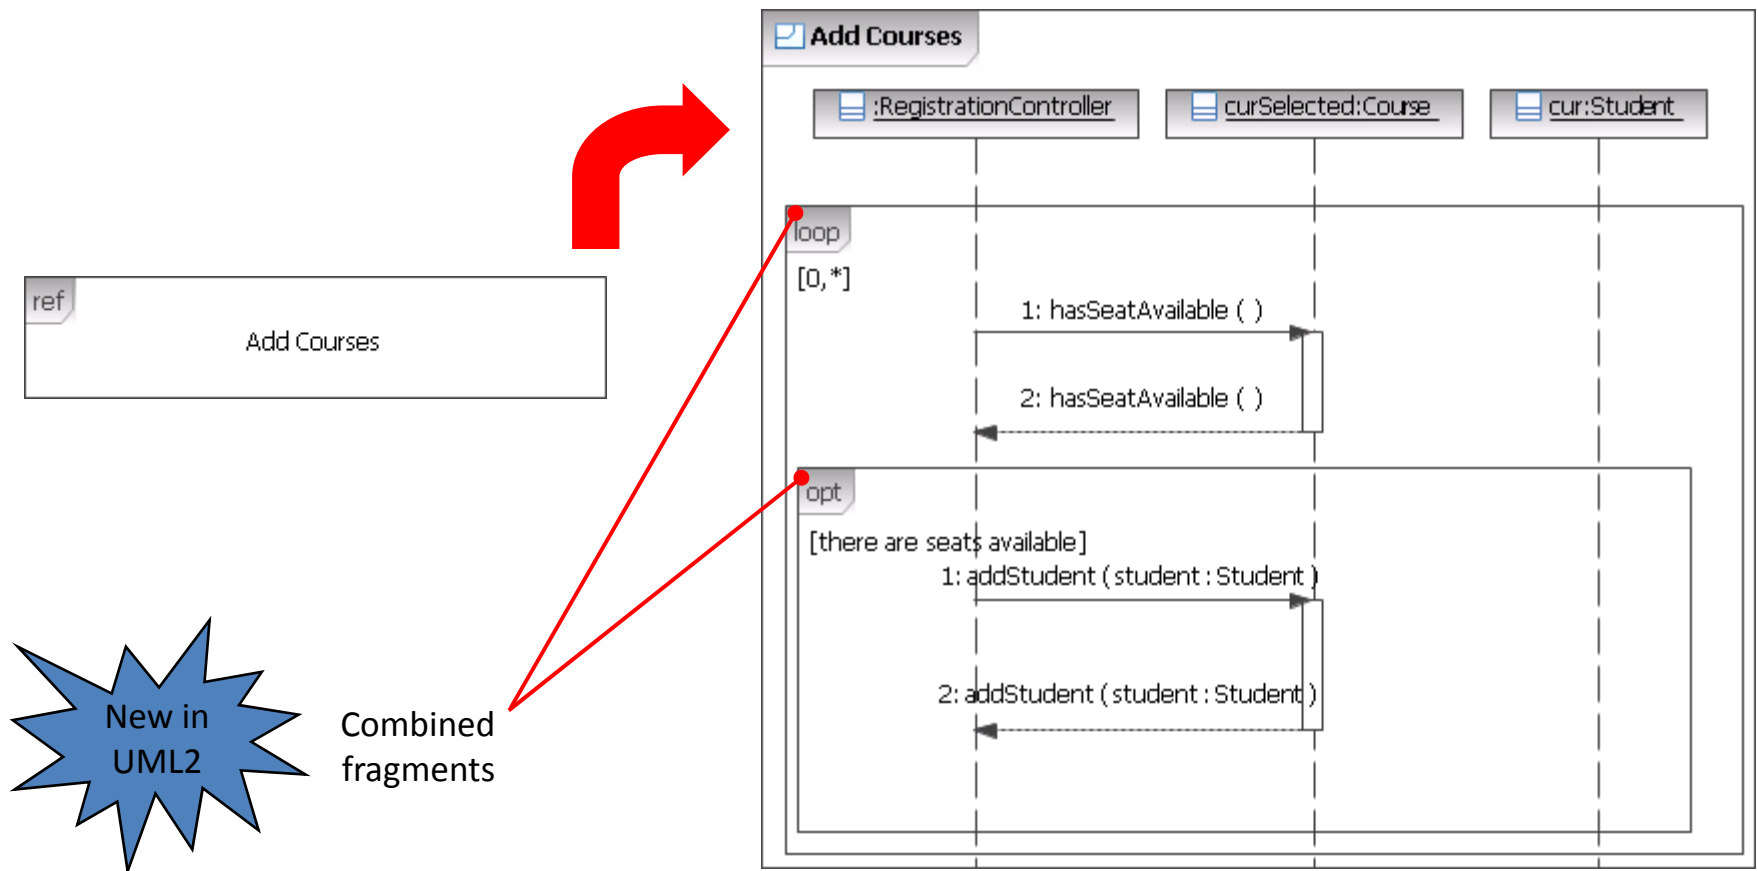 Add Courses
:RegistrationController
curSelected:Course
cur:Student
loop
[0,*]
1: hasSeatAvailable ( )
2: hasSeatAvailable ( )
opt
[there are seats available]
1: addStudent ( student : Student )
2: addStudent ( student : Student )
ref
Add Courses
New in
UML2
Combined
fragments